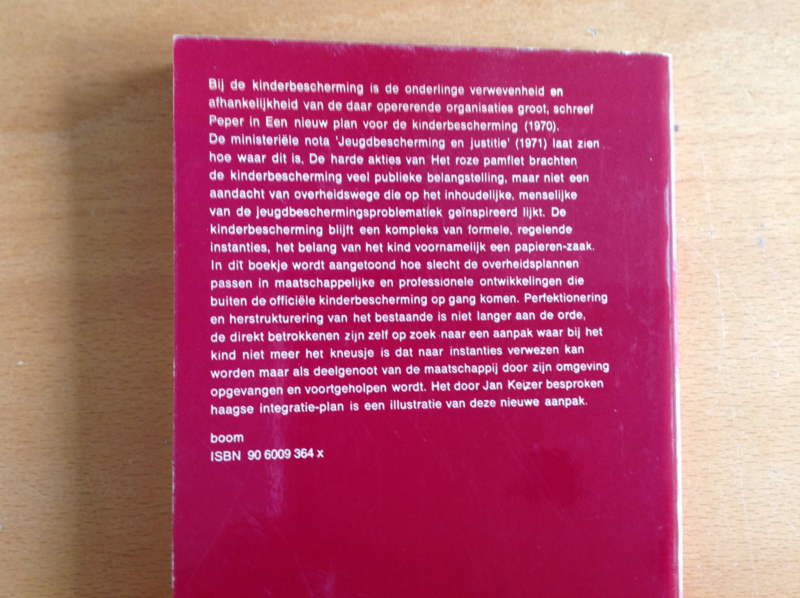 Bij de kinderbescherming is de onderlinge verwevenheid en
afhankelijkheid van de daar opererende organisaties groot, schreef
Peper in Een nieuw plan voor de kinderbescherming (1970).
De ministeriële nota 'Jeugdbescherming en justitie' (1971) laat zien
hoe waar dit is. De harde akties van Het roze pamflet brachten
de kinderbescherming veel publieke belangstelling, maar niet een
aandacht van overheidswege die op het inhoudelijke, menselijke
van de jeugdbeschermingsproblematiek geïnspireerd lijkt. De
kinderbescherming blijft een kompleks van formele, regelende
instanties, het belang van het kind voornamelijk een papieren-zaak.
In dit boekje wordt aangetoond hoe slecht de overheidsplannen
passen in maatschappelijke en professionele ontwikkelingen die
buiten de officiële kinderbescherming op gang komen. Perfektionering
en herstrukturering van het bestaande is niet langer aan de orde,
de direkt betrokkenen zijn zelf op zoek naar een aanpak waar bij het
kind niet meer het kneusje is dat naar instanties verwezen kan
worden maar als deelgenoot van de maatschappij door zijn omgeving
opgevangen en voortgeholpen wordt. Het door Jan Keizer besproken
haagse integratie-plan is een illustratie van deze nieuwe aanpak.
boom
ISBN 90 6009 364 x